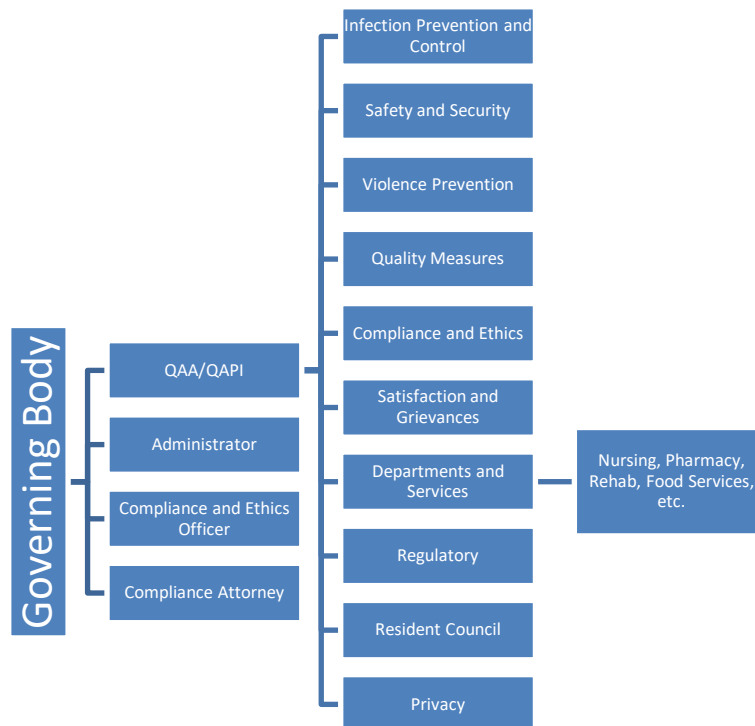 Governing Body
QAA/QAPI
Administrator
Compliance and Ethics
Officer
Compliance Attorney
Infection Prevention and
Control
Safety and Security
Violence Prevention
Quality Measures
Compliance and Ethics
Satisfaction and
Grievances
Departments and
Services
Regulatory
Resident Council
Privacy
Nursing, Pharmacy,
Rehab, Food Services,
etc.